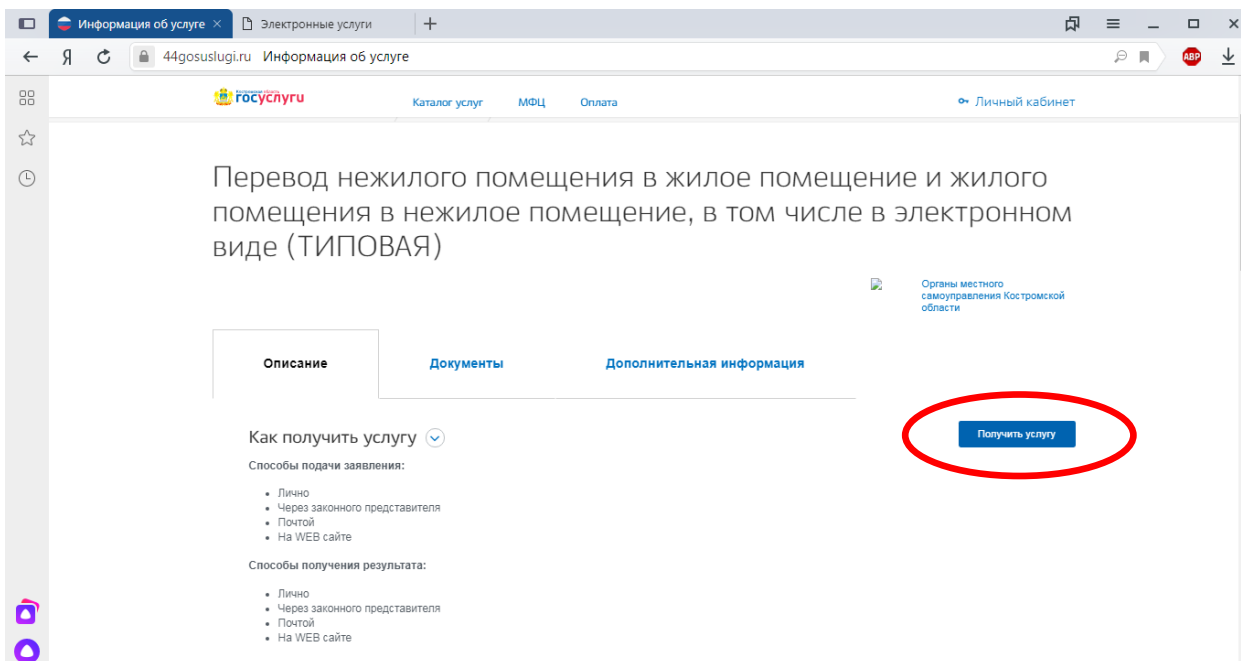 Информация об услуге
Электронные услуги
Я
44gosuslugi.ru Информация об услуге
ABP
госуслуги
Каталог услуг
МФЦ
Оплата
Личный кабинет
Перевод нежилого помещения в жилое помещение и жилого
помещения в нежилое помещение, в том числе в электронном
виде (ТИПОВАЯ)
Органы местного
самоуправления Костромской
области
Описание
Документы
Дополнительная информация
Как получить услугу
Получить услугу
Способы подачи заявления:
Лично
Через законного представителя
Почтой
На WEB сайте
Способы получения результата:
Лично
Через законного представителя
Почтой
На WEB сайте